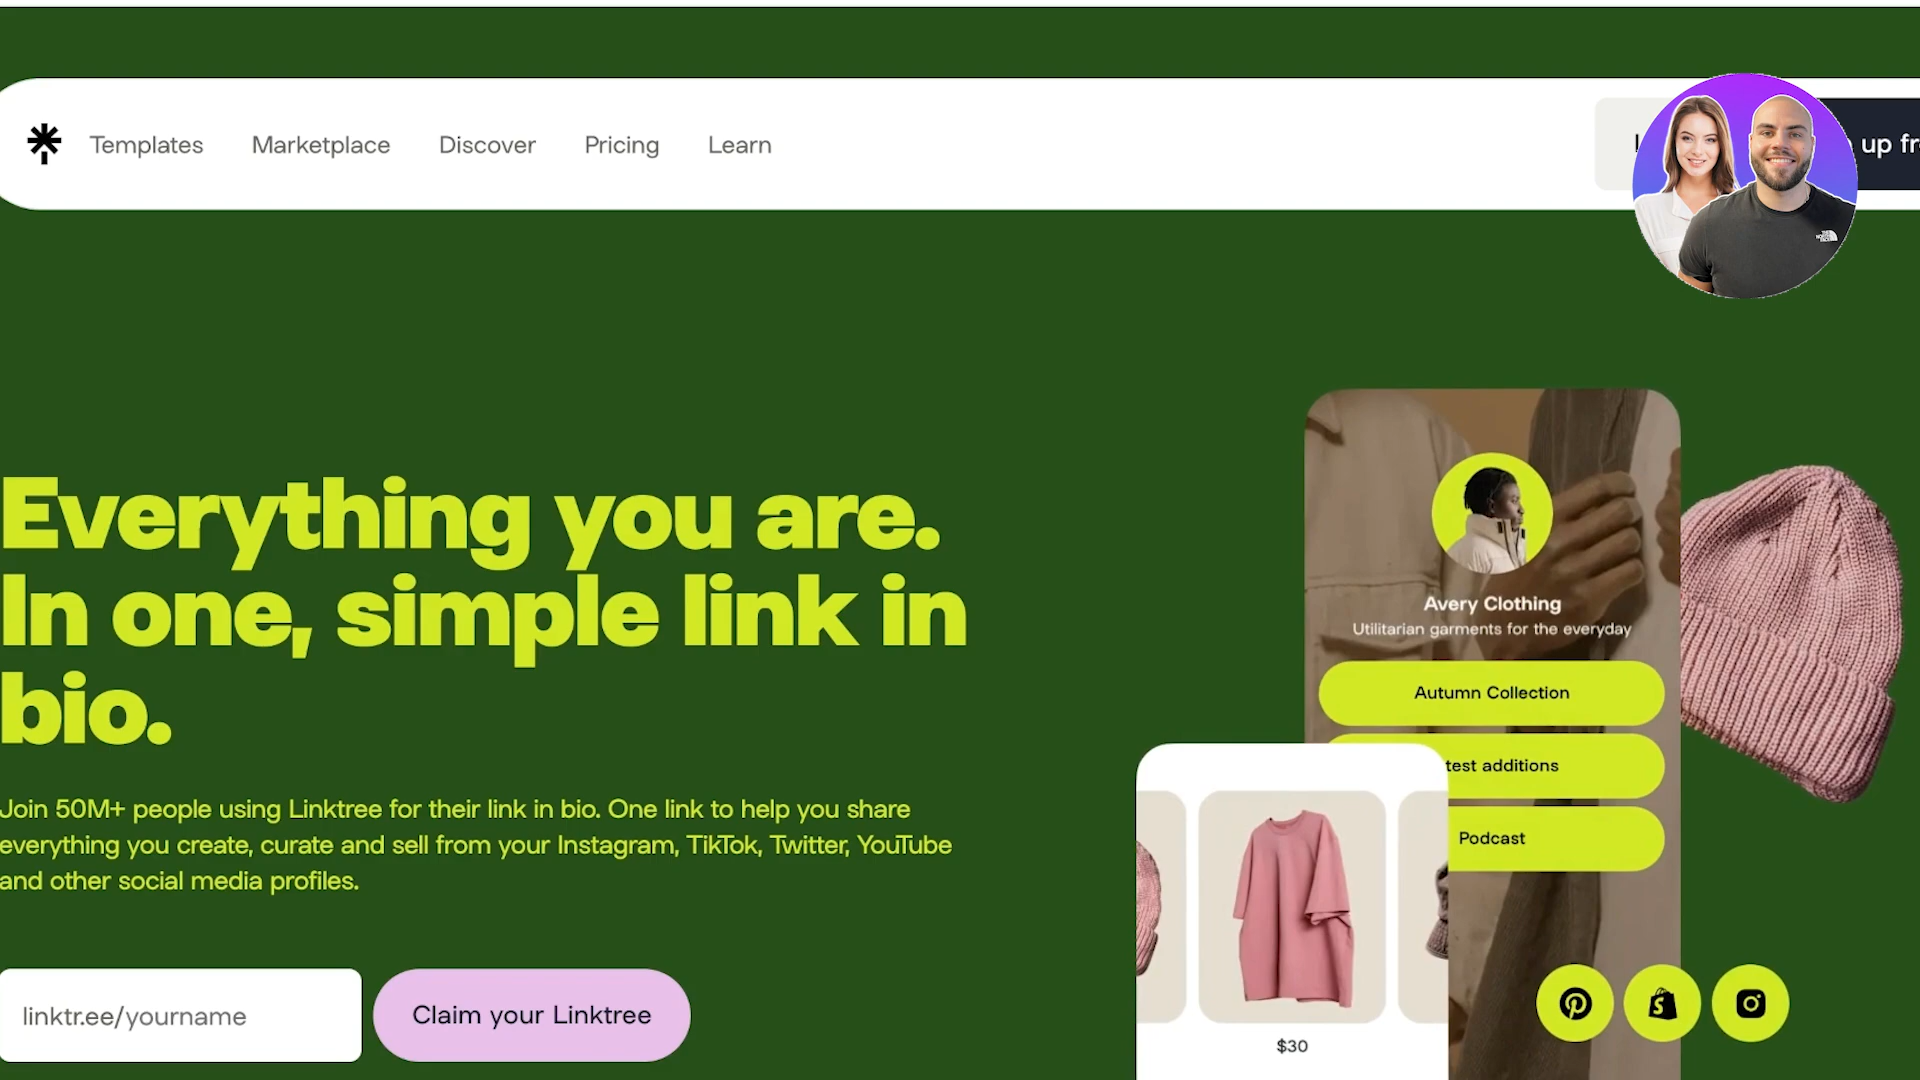 Templates
Marketplace
Discover
Pricing
Learn
up
THE NORTH FACE
Everything you are.
In one, simple link in
bio.
Join 50M+ people using Linktree for their link in bio. One link to help you share
everything you create, curate and sell from your Instagram, TikTok, Twitter, YouTube
and other social media profiles.
linktr.ee/yourname
Claim your Linktree
Avery Clothing
Utilitarian garments for the everyday
Autumn Collection
additions
Podcast
$30